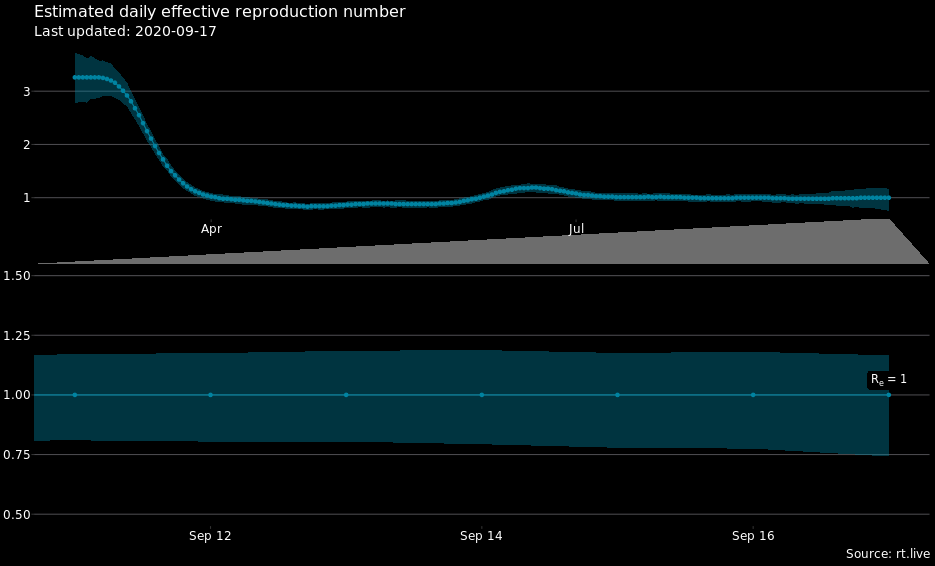 Estimated daily effective reproduction number
Last updated: 2020-09-17
3
2
1
Apr
Jul
1.50
1.25
Re = 1
1.00
0.75
0.50
Sep 12
Sep 14
Sep 16
Source: rt.live